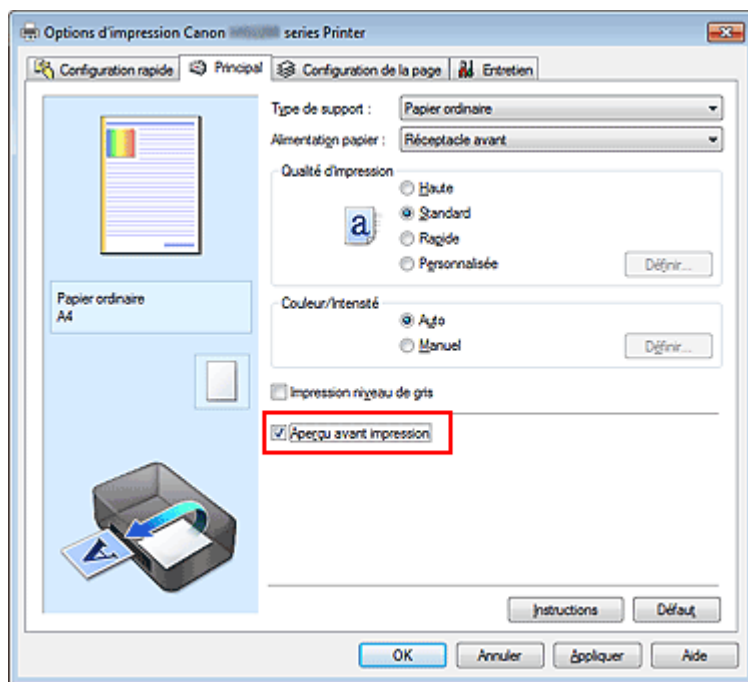 Options d'impression Canon series Printer
Configuration rapide Principal Configuration de la page Entretien
Type de support : Papier ordinaire
Alimentation papier : Réceptacle avant
Qualité d'impression
Haute
a Standard
Rapide
Personnalisée Définir...
Papier ordinaire
A4
Couleur/Intensité
Auto
Manuel Définir...
Impression niveau de gris
Aperçu avant impression
A
Instructions Défaut
OK Annuler Appliquer Aide